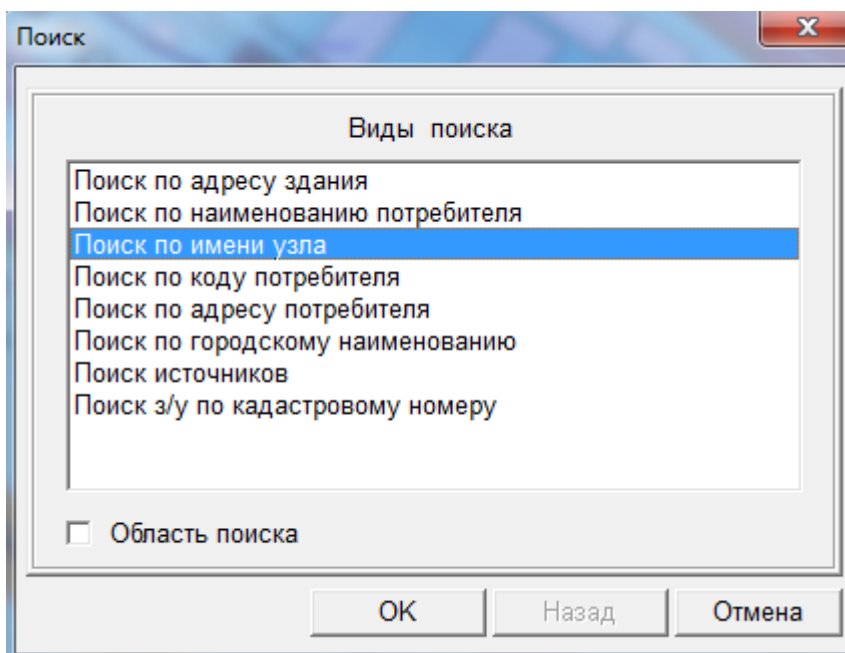 Поиск
Виды поиска
Поиск по адресу здания
Поиск по наименованию потребителя
Поиск по имени узла
Поиск по коду потребителя
Поиск по адресу потребителя
Поиск по городскому наименованию
Поиск источников
Поиск з/у по кадастровому номеру
Область поиска
OK Назад Отмена